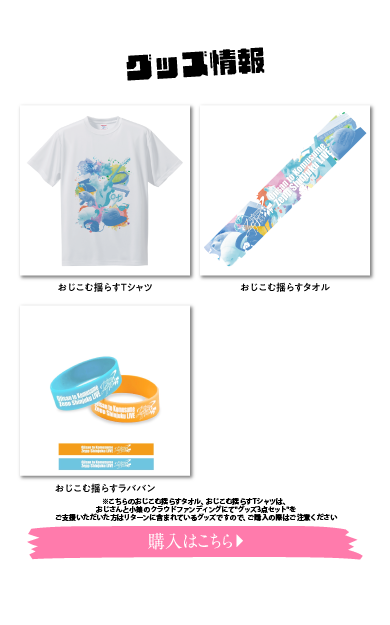 グッズ情報
おじこむ揺らすTシャツ
おじこむ揺らすタオル
Ojisan to Komusume
Zepp Shinjuku LIVE
おじこむ揺らすラババン
※こちらのおじこむ揺らすタオル、おじこむ揺らすTシャツは、
おじさんと小娘のクラウドファンディングにて"グッズ3点セット"を
ご支援いただいた方はリターンに含まれているグッズですので、ご購入の際はご注意ください
購入はこちら